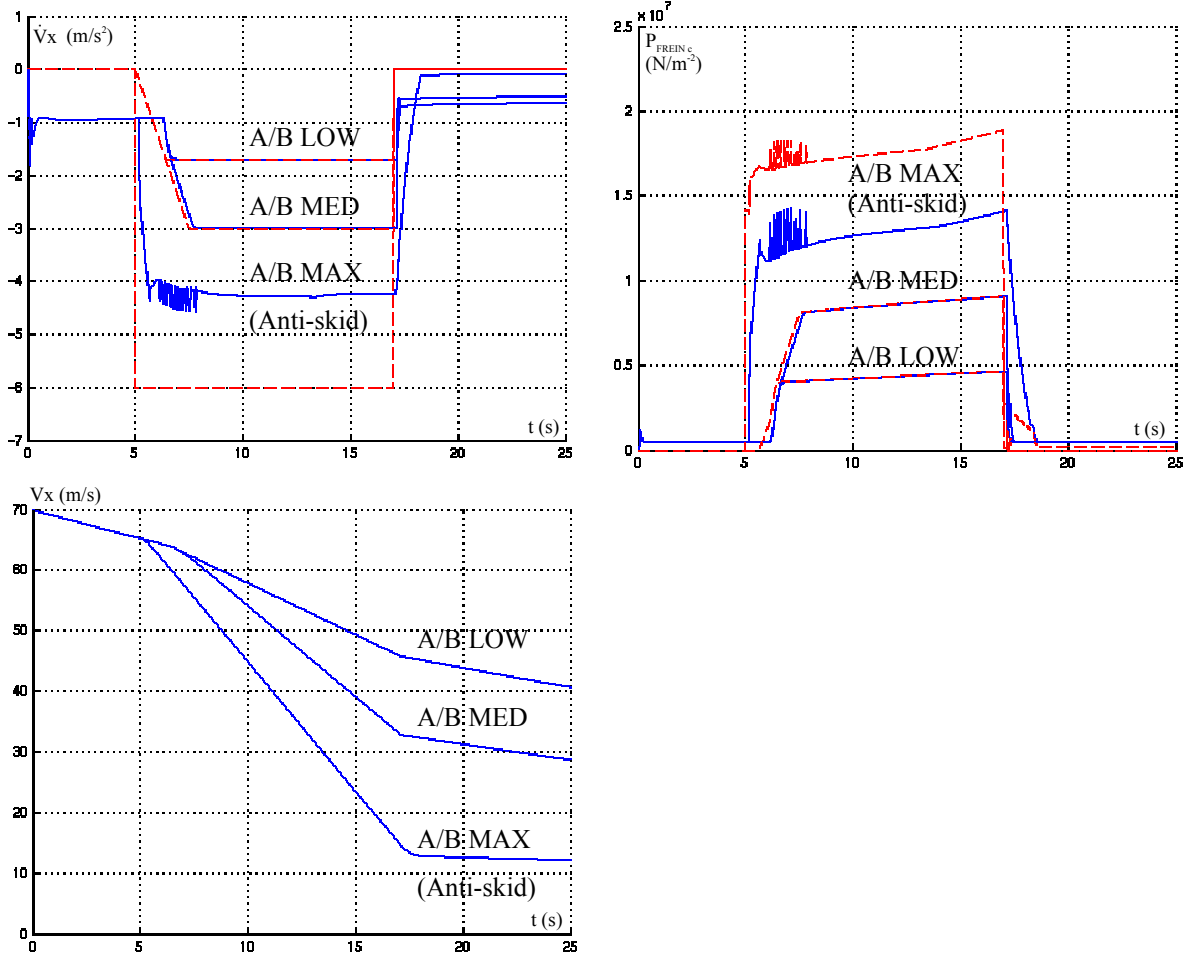 1
V̇x (m/s²)
0
-1
A/B LOW
-2
A/B MED
-3
A/B MAX
-4
(Anti-skid)
-5
-6
t (s)
-7
0 5 10 15 20 25
× 10⁷
2.5
P_FREIN c
(N/m⁻²)
2
A/B MAX
1.5
(Anti-skid)
A/B MED
1
A/B LOW
0.5
t (s)
0
0 5 10 15 20 25
Vx (m/s)
70
60
50
A/B LOW
40
A/B MED
30
20
A/B MAX
10
(Anti-skid)
t (s)
0
0 5 10 15 20 25